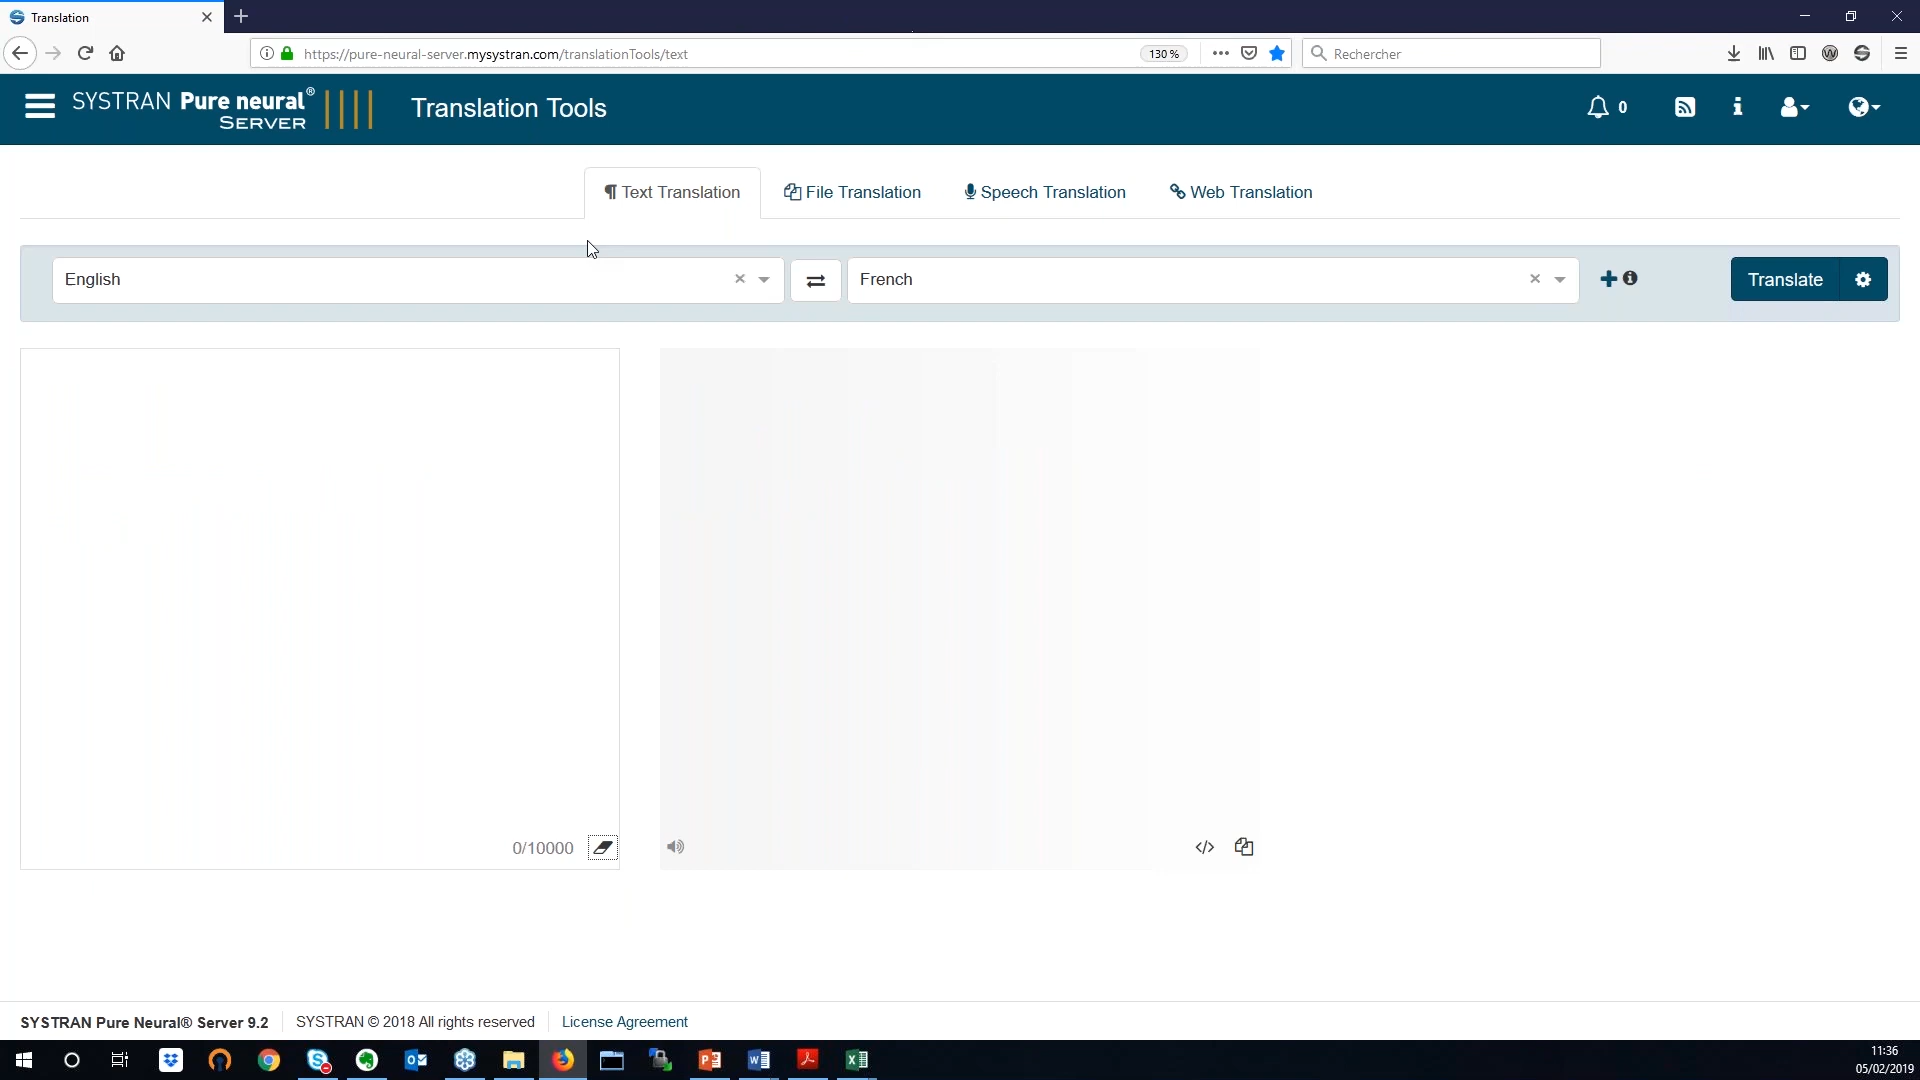 Translation
https://pure-neural-server.mysystran.com/translationTools/text
130 %
Rechercher
SYSTRAN Pure neural®
SERVER
Translation Tools
0
Text Translation
File Translation
Speech Translation
Web Translation
English
French
Translate
0/10000
SYSTRAN Pure Neural® Server 9.2
SYSTRAN © 2018 All rights reserved
License Agreement
11:36
05/02/2019